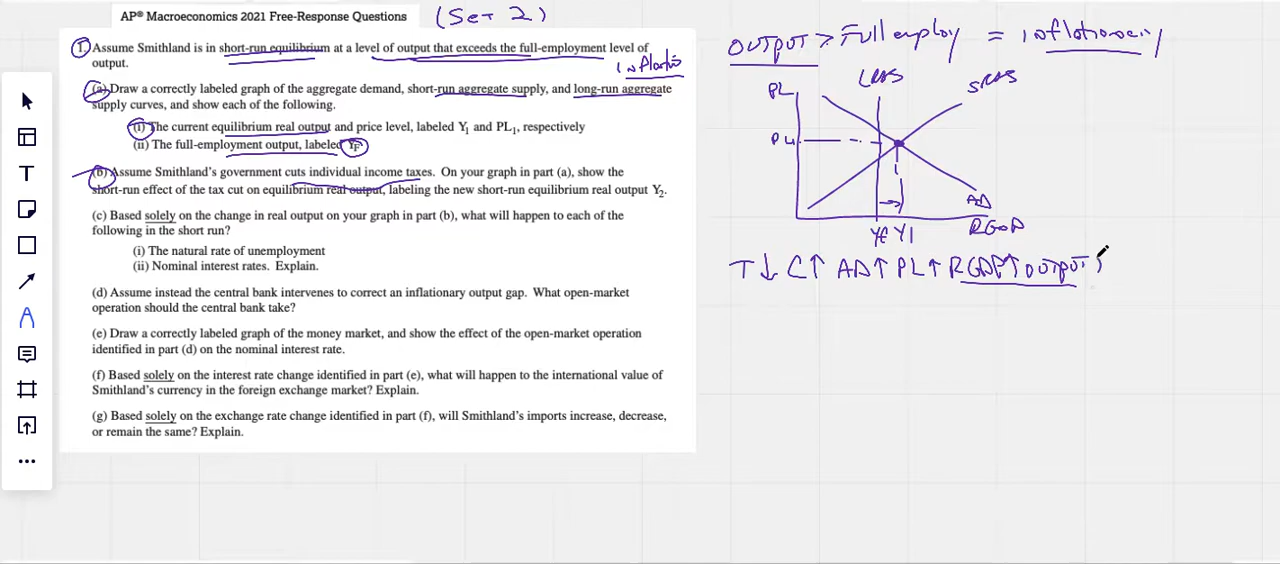 AP® Macroeconomics 2021 Free-Response Questions (Set 2)
1. Assume Smithland is in short-run equilibrium at a level of output that exceeds the full-employment level of
output.
(a) Draw a correctly labeled graph of the aggregate demand, short-run aggregate supply, and long-run aggregate
supply curves, and show each of the following.
(i) The current equilibrium real output and price level, labeled Y1 and PL1, respectively
(ii) The full-employment output, labeled YF
(b) Assume Smithland's government cuts individual income taxes. On your graph in part (a), show the
short-run effect of the tax cut on equilibrium real output, labeling the new short-run equilibrium real output Y2.
(c) Based solely on the change in real output on your graph in part (b), what will happen to each of the
following in the short run?
(i) The natural rate of unemployment
(ii) Nominal interest rates. Explain.
(d) Assume instead the central bank intervenes to correct an inflationary output gap. What open-market
operation should the central bank take?
(e) Draw a correctly labeled graph of the money market, and show the effect of the open-market operation
identified in part (d) on the nominal interest rate.
(f) Based solely on the interest rate change identified in part (e), what will happen to the international value of
Smithland's currency in the foreign exchange market? Explain.
(g) Based solely on the exchange rate change identified in part (f), will Smithland's imports increase, decrease,
or remain the same? Explain.
OUTPUT > Full employ = inflationary
LRAS
SRAS
PL
PL1
AD
Yf Y1
RGDP
T↓ C↑ AD↑ PL↑ RGDP↑ OUTPUT